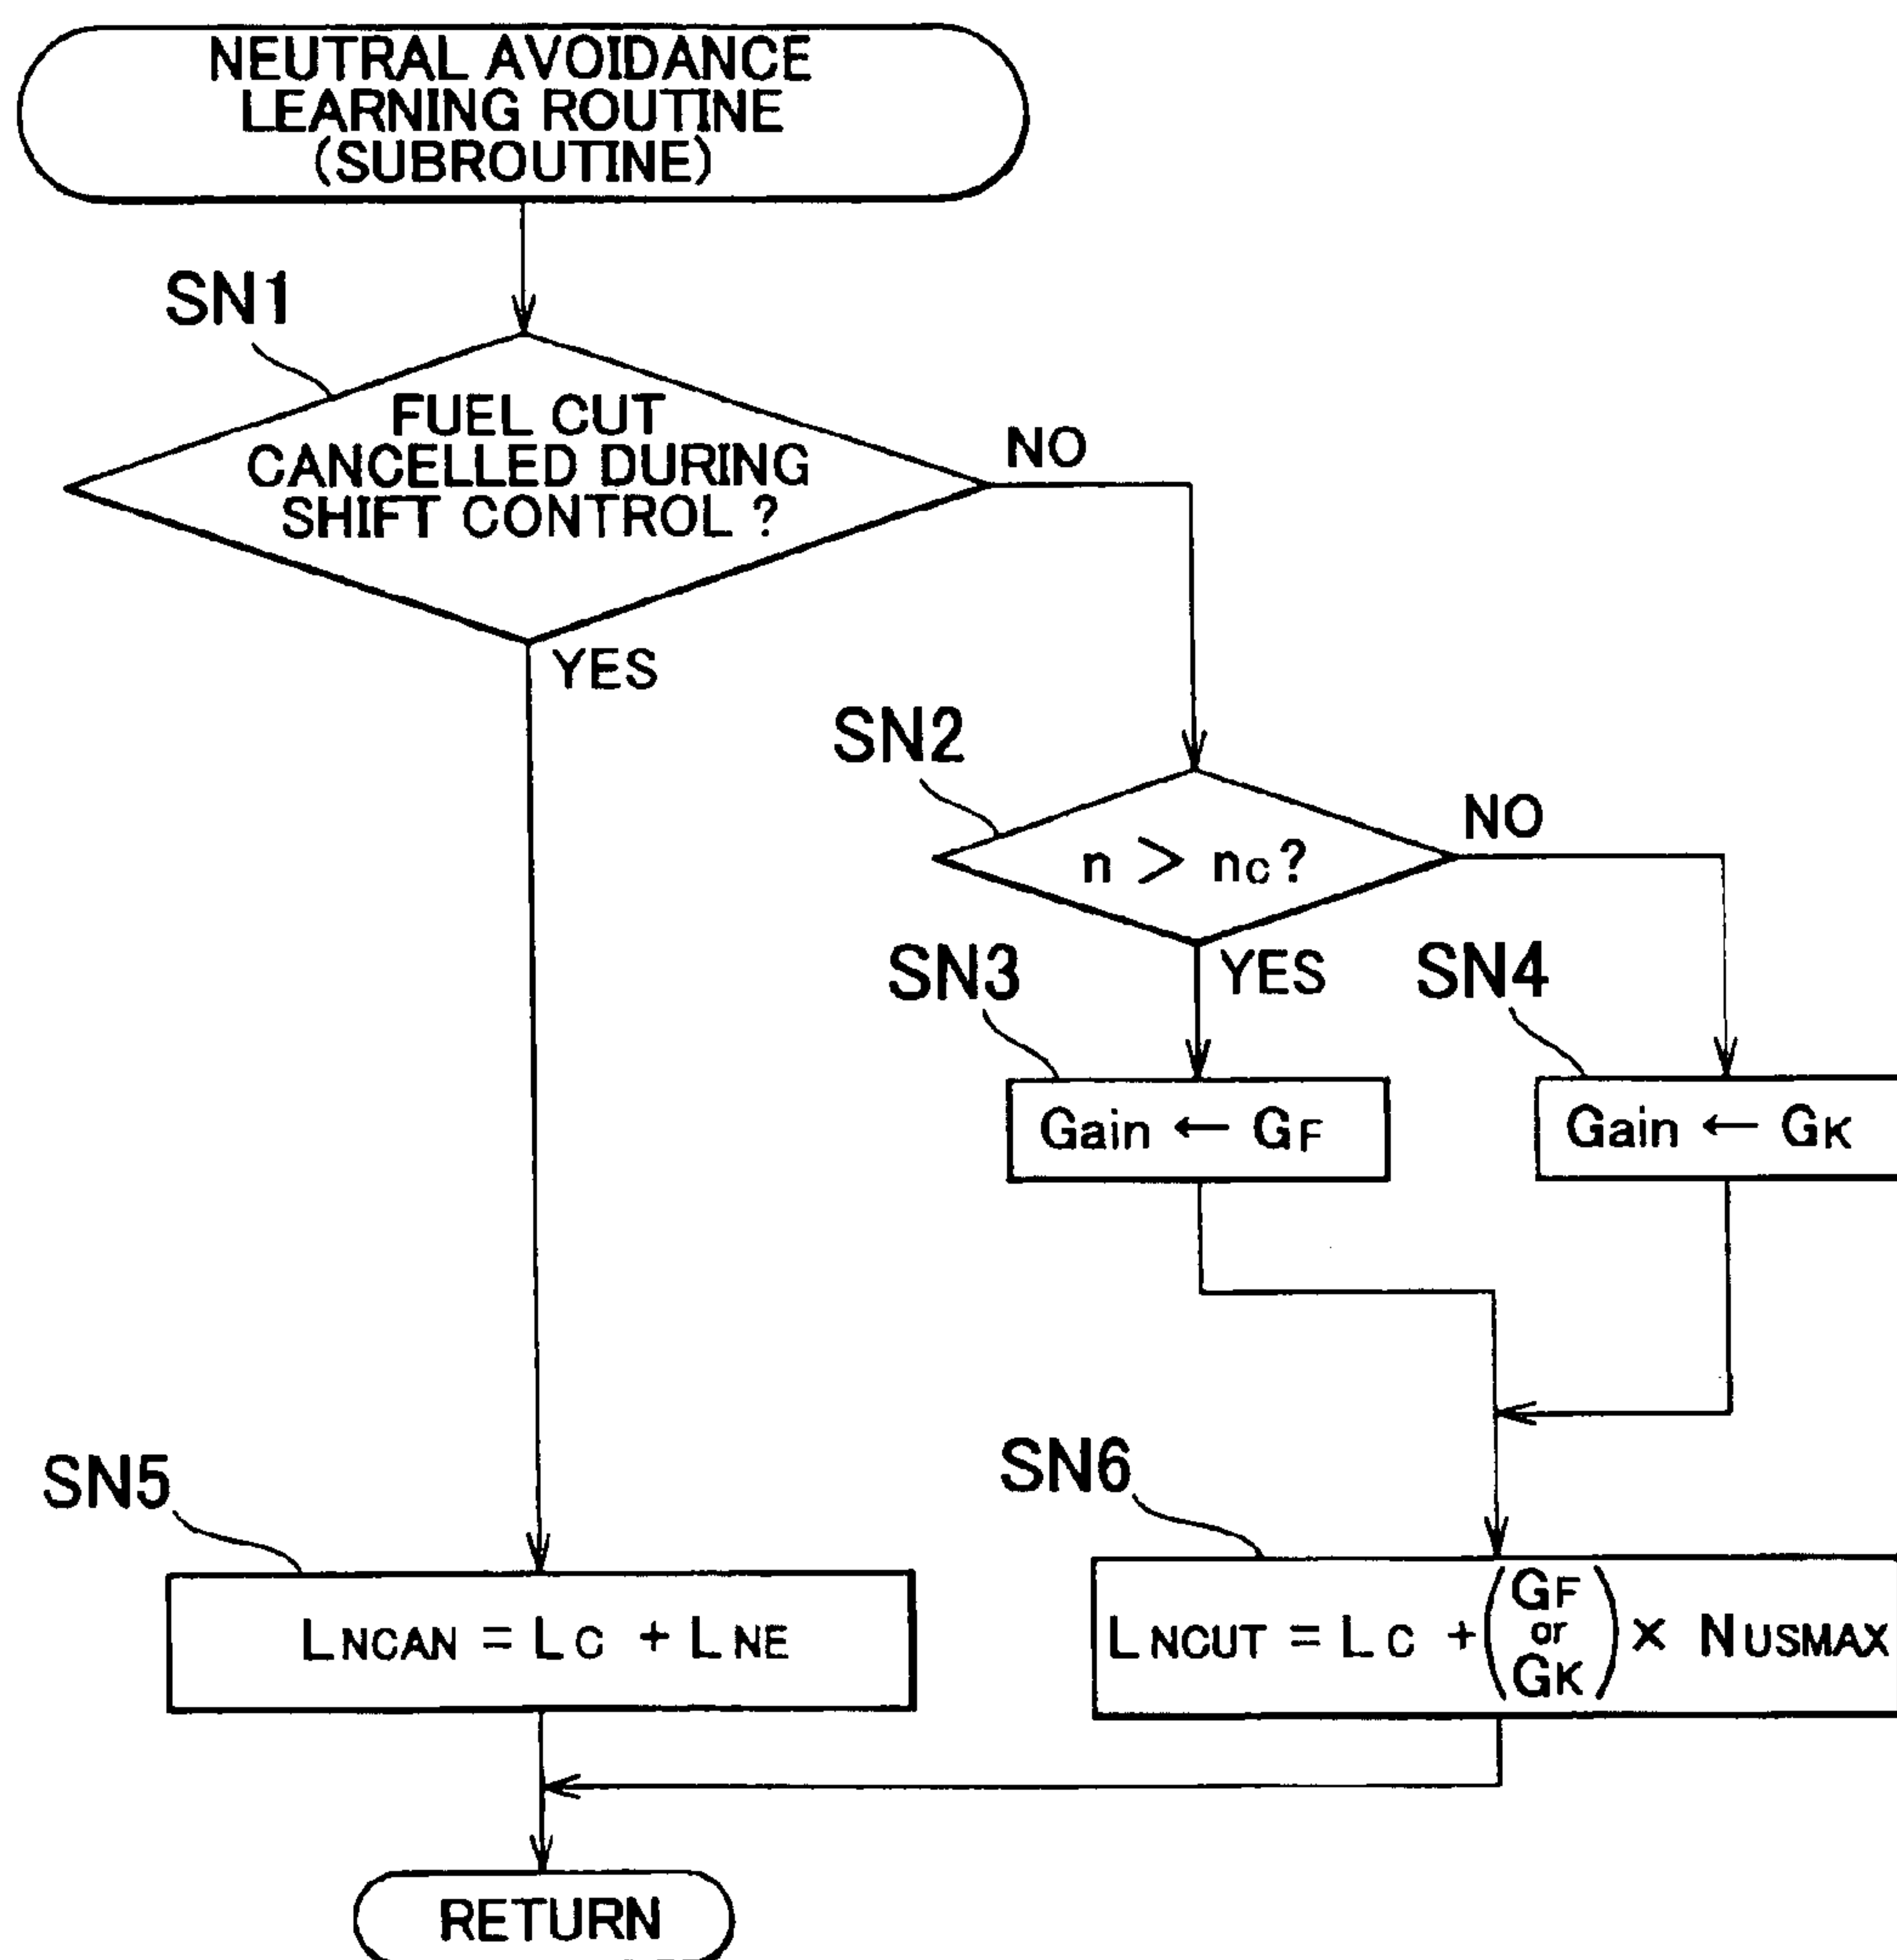 NEUTRAL AVOIDANCE
LEARNING ROUTINE
(SUBROUTINE)
SN1
FUEL CUT
CANCELLED DURING
SHIFT CONTROL ?
NO
YES
SN2
n > nC?
NO
YES
SN3
Gain ← GF
SN4
Gain ← GK
SN5
LNCAN = LC + LNE
SN6
LNCUT = LC + (GF or GK) × NUSMAX
RETURN